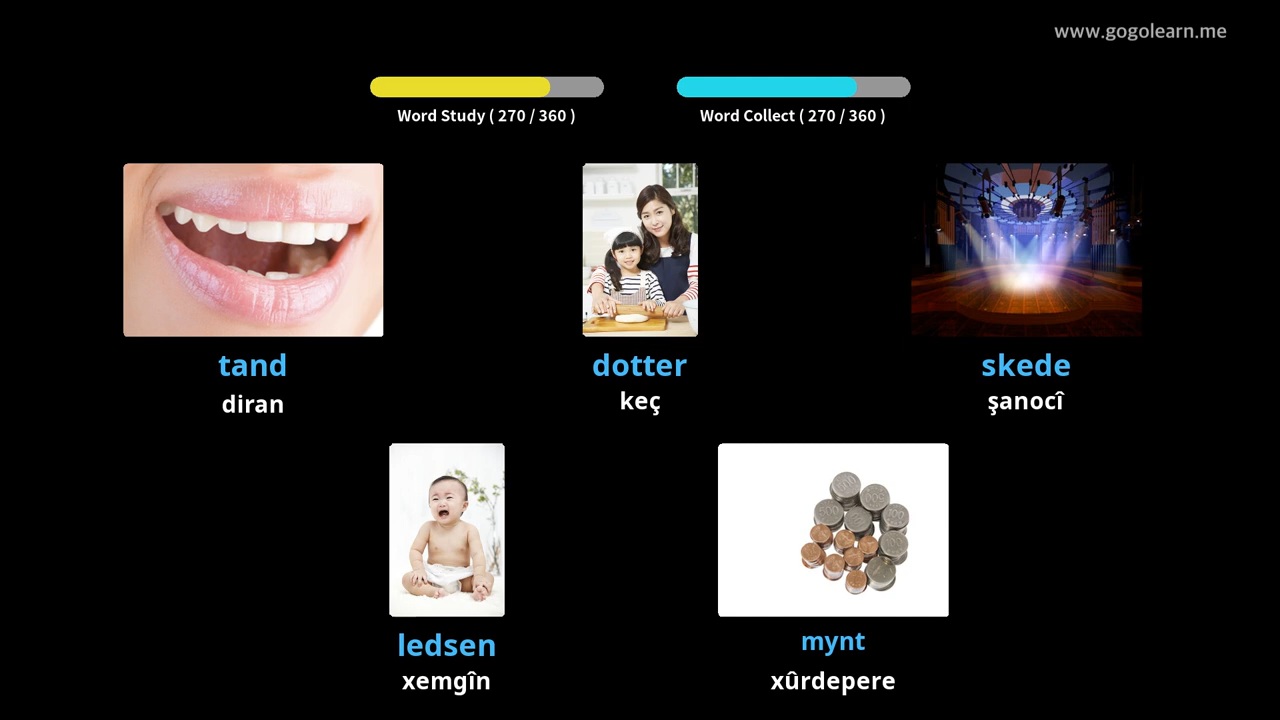 www.gogolearn.me
Word Study ( 270 / 360 )
Word Collect ( 270 / 360 )
tand
diran
dotter
keç
skede
şanocî
ledsen
xemgîn
mynt
xûrdepere